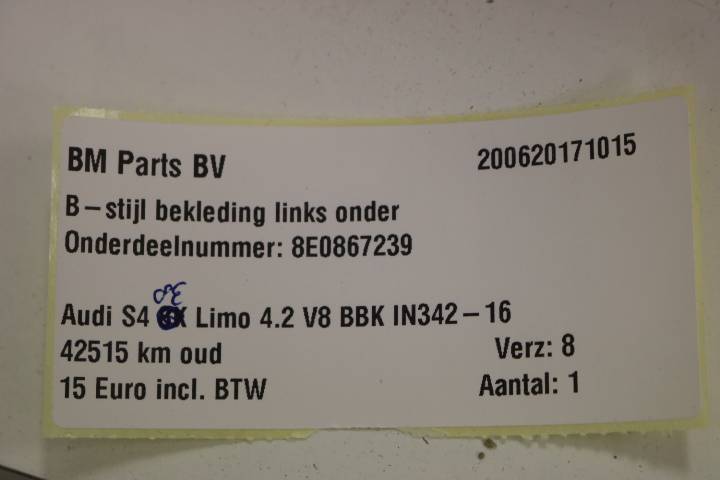 BM Parts BV 200620171015
B-stijl bekleding links onder
Onderdeelnummer: 8E0867239
Audi S4 Limo 4.2 V8 BBK IN342-16
42515 km oud Verz: 8
15 Euro incl. BTW Aantal: 1